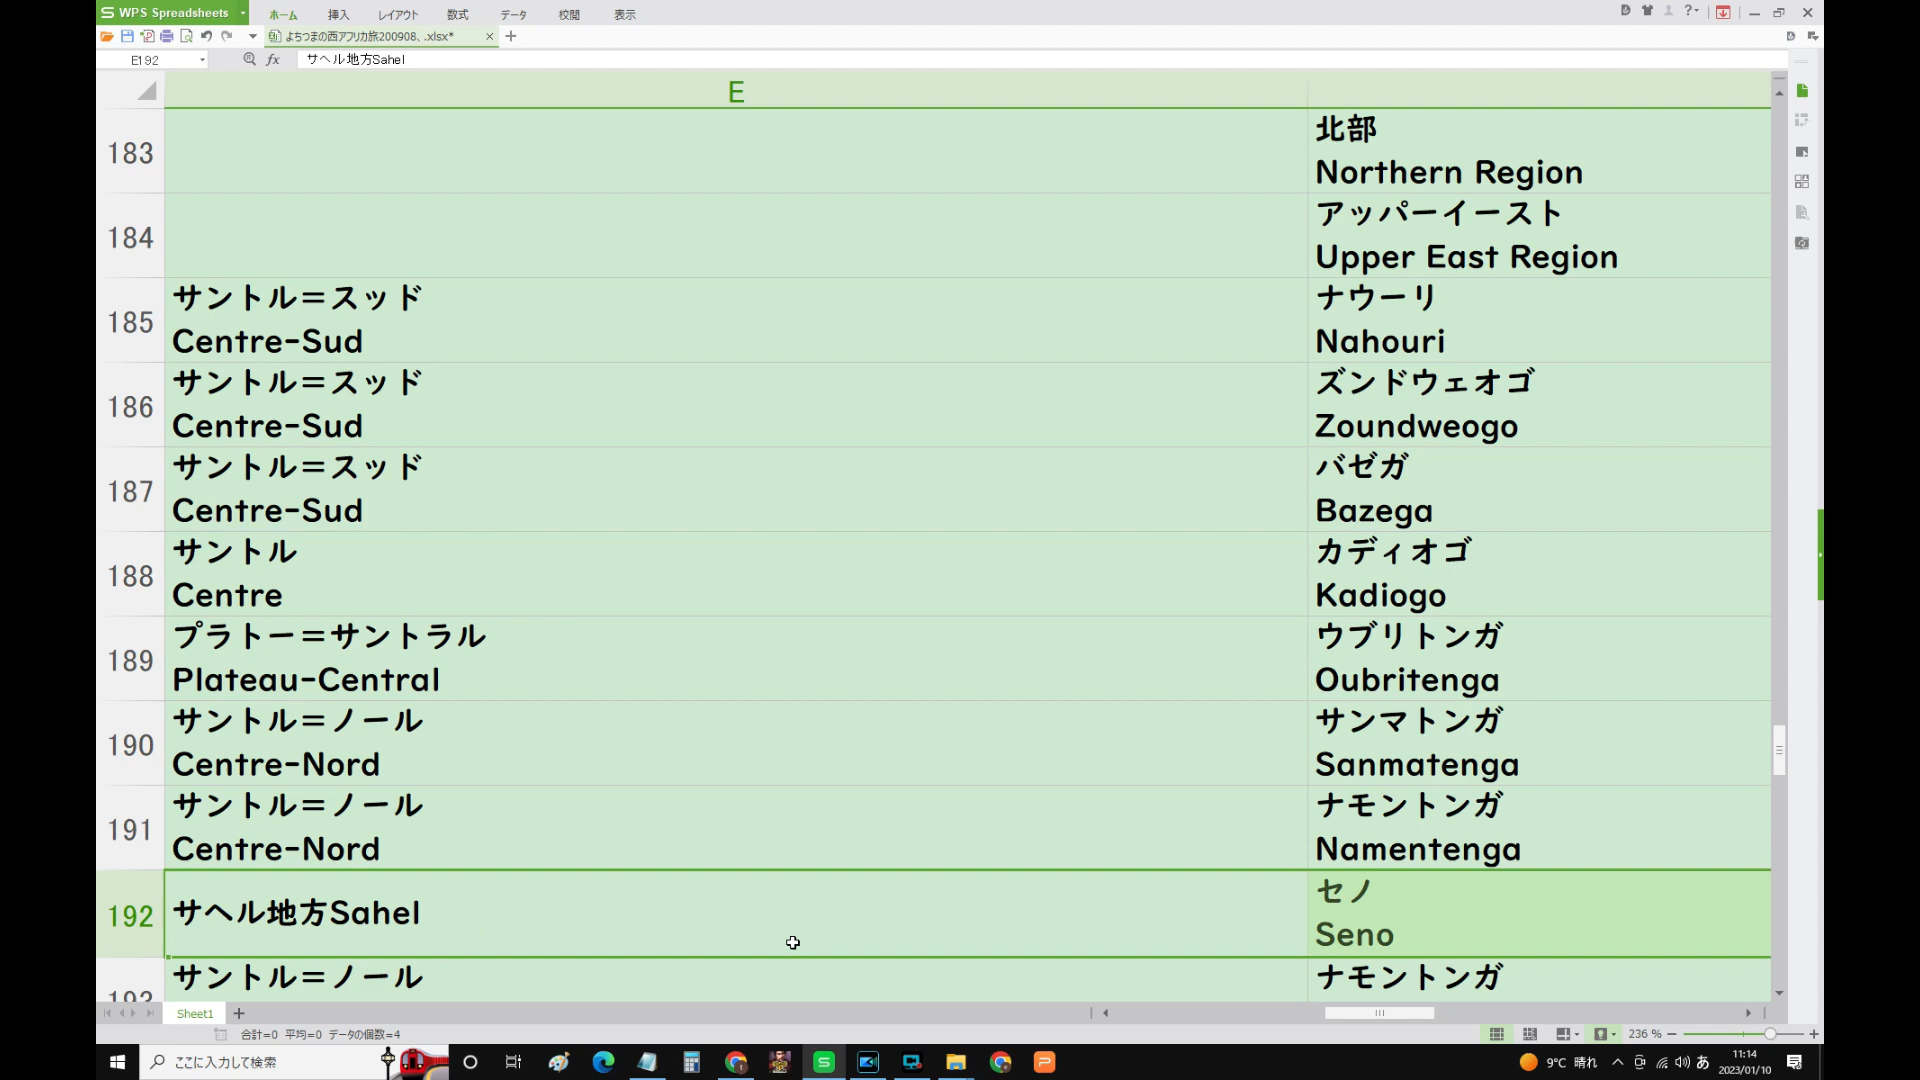 WPS Spreadsheets
ホーム 挿入 レイアウト 数式 データ 校閲 表示
よちつまの西アフリカ旅200908、.xlsx*
E192 fx サヘル地方Sahel
E
183
北部
Northern Region
184
アッパーイースト
Upper East Region
185
サントル＝スッド
Centre-Sud
ナウーリ
Nahouri
186
サントル＝スッド
Centre-Sud
ズンドウェオゴ
Zoundweogo
187
サントル＝スッド
Centre-Sud
バゼガ
Bazega
188
サントル
Centre
カディオゴ
Kadiogo
189
プラトー＝サントラル
Plateau-Central
ウブリトンガ
Oubritenga
190
サントル＝ノール
Centre-Nord
サンマトンガ
Sanmatenga
191
サントル＝ノール
Centre-Nord
ナモントンガ
Namentenga
192
サヘル地方Sahel
セノ
Seno
193
サントル＝ノール
ナモントンガ
Sheet1
合計=0 平均=0 データの個数=4
236 %
ここに入力して検索
9°C 晴れ
あ
11:14
2023/01/10